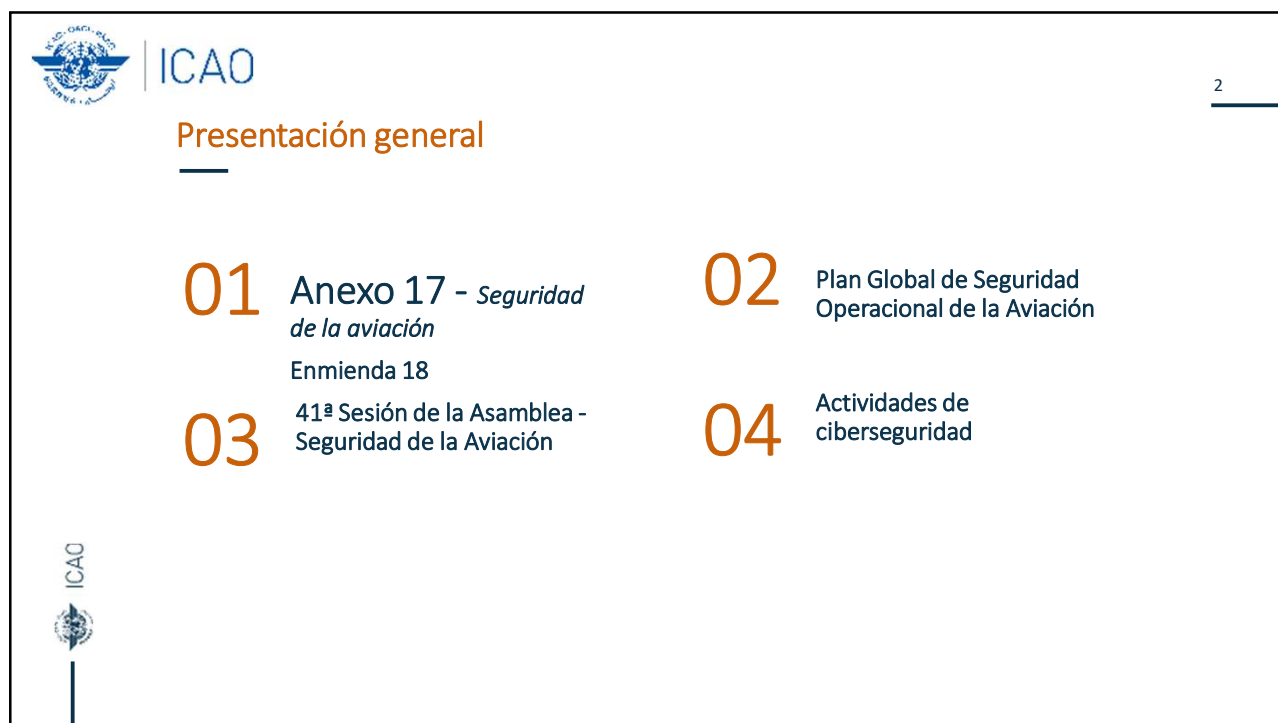 ICAO
2
Presentación general
01
Anexo 17 - Seguridad
de la aviación
Enmienda 18
02
Plan Global de Seguridad
Operacional de la Aviación
03
41ª Sesión de la Asamblea -
Seguridad de la Aviación
04
Actividades de
ciberseguridad
ICAO